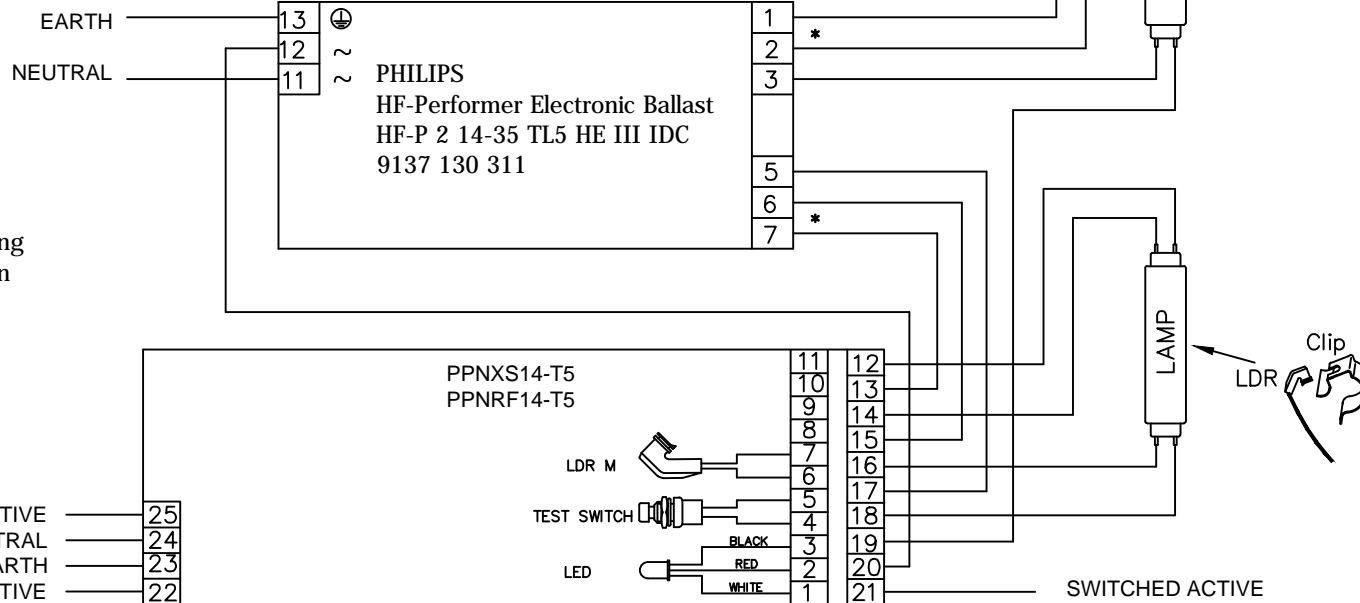 EARTH
NEUTRAL
13
12 ~
11 ~
PHILIPS
HF-Performer Electronic Ballast
HF-P 2 14-35 TL5 HE III IDC
9137 130 311
1
*
2
3
5
6
*
7
ng
n
PPNXS14-T5
PPNRF14-T5
LDR M
TEST SWITCH
LED
BLACK
RED
WHITE
11
10
9
8
7
6
5
4
3
2
1
12
13
14
15
16
17
18
19
20
21
SWITCHED ACTIVE
LAMP
LDR
Clip
TIVE 25
TRAL 24
ARTH 23
TIVE 22